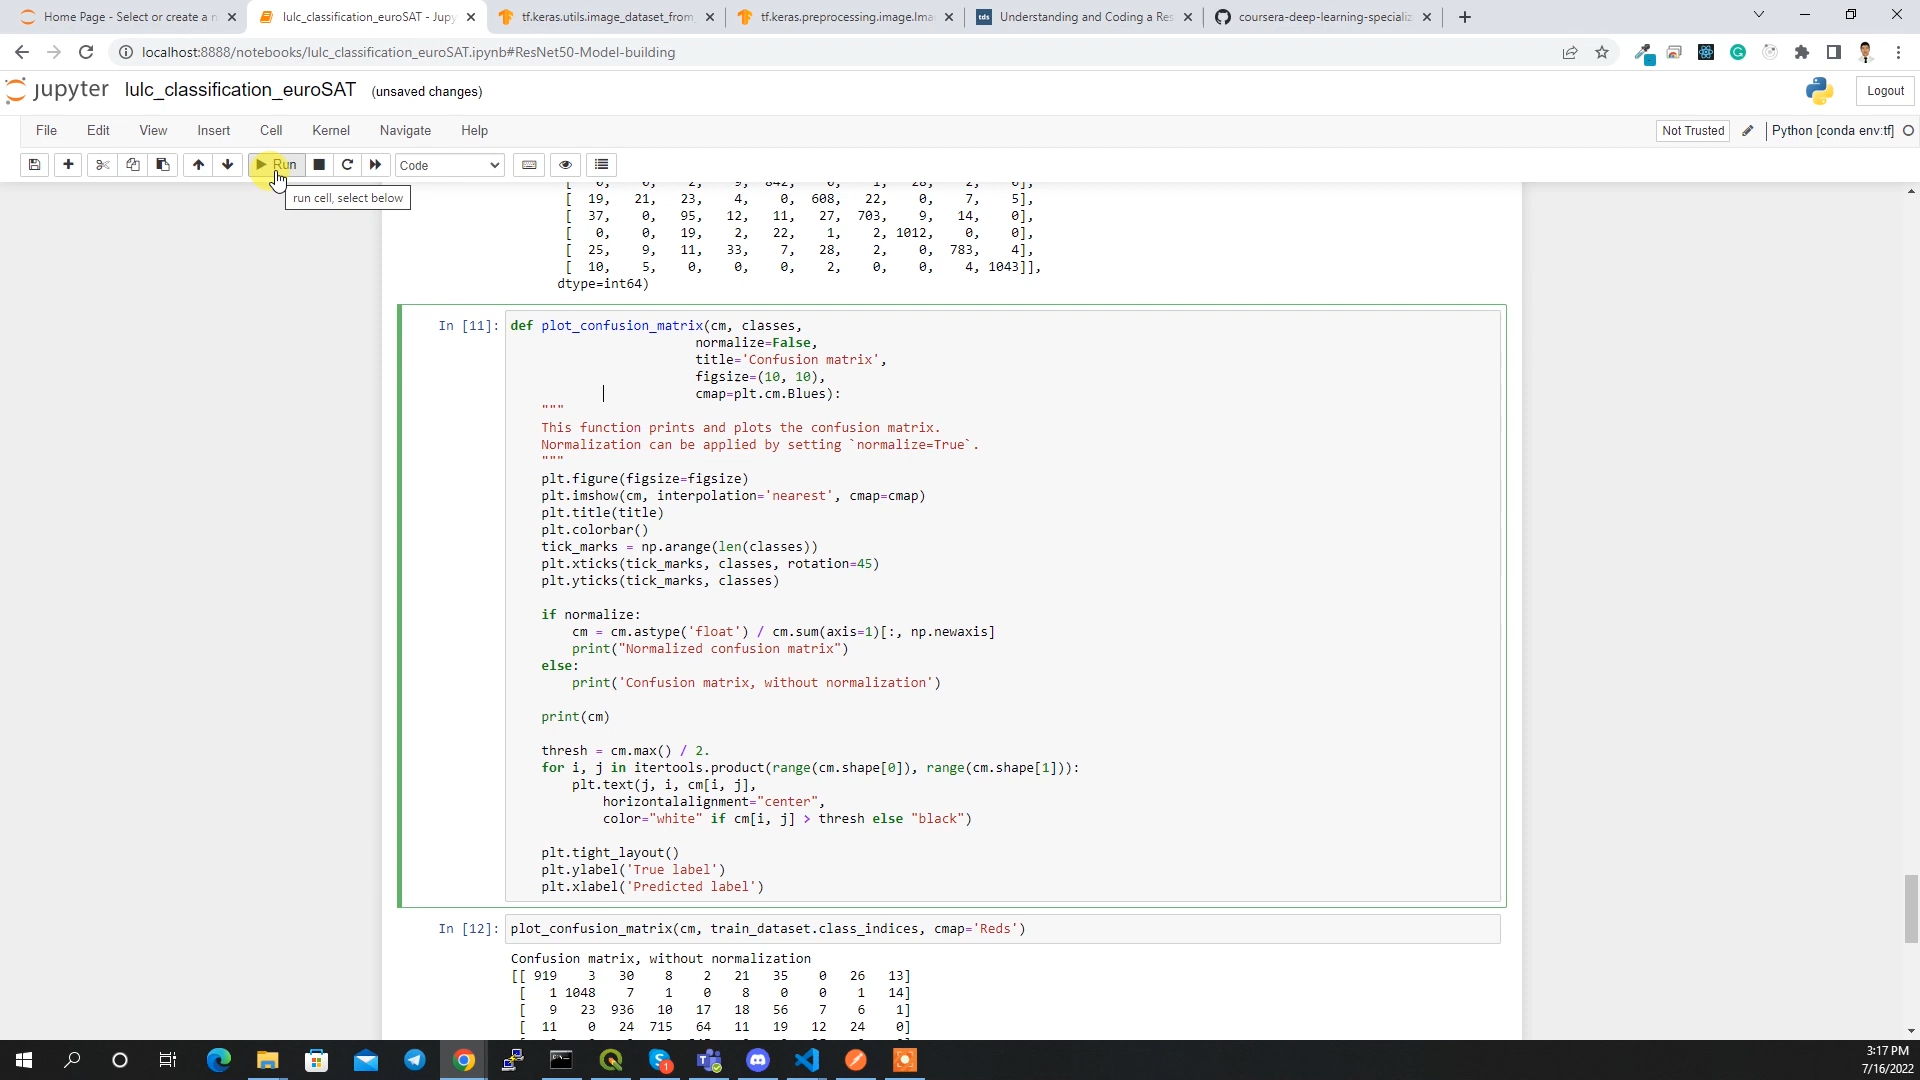 Home Page - Select or create a n
lulc_classification_euroSAT - Jupy
tf.keras.utils.image_dataset_from
tf.keras.preprocessing.image.Ima
tds Understanding and Coding a Res
coursera-deep-learning-specializ
localhost:8888/notebooks/lulc_classification_euroSAT.ipynb#ResNet50-Model-building
jupyter lulc_classification_euroSAT (unsaved changes)
Logout
File Edit View Insert Cell Kernel Navigate Help
Not Trusted
Python [conda env:tf]
Run
Code
run cell, select below
[ 0, 0, 2, 9, 842, 0, 1, 28, 2, 0],
[ 19, 21, 23, 4, 0, 608, 22, 0, 7, 5],
[ 37, 0, 95, 12, 11, 27, 703, 9, 14, 0],
[ 0, 0, 19, 2, 22, 1, 2, 1012, 0, 0],
[ 25, 9, 11, 33, 7, 28, 2, 0, 783, 4],
[ 10, 5, 0, 0, 0, 2, 0, 0, 4, 1043]],
dtype=int64)
In [11]: def plot_confusion_matrix(cm, classes,
normalize=False,
title='Confusion matrix',
figsize=(10, 10),
cmap=plt.cm.Blues):
"""
This function prints and plots the confusion matrix.
Normalization can be applied by setting `normalize=True`.
"""
plt.figure(figsize=figsize)
plt.imshow(cm, interpolation='nearest', cmap=cmap)
plt.title(title)
plt.colorbar()
tick_marks = np.arange(len(classes))
plt.xticks(tick_marks, classes, rotation=45)
plt.yticks(tick_marks, classes)
if normalize:
cm = cm.astype('float') / cm.sum(axis=1)[:, np.newaxis]
print("Normalized confusion matrix")
else:
print('Confusion matrix, without normalization')
print(cm)
thresh = cm.max() / 2.
for i, j in itertools.product(range(cm.shape[0]), range(cm.shape[1])):
plt.text(j, i, cm[i, j],
horizontalalignment="center",
color="white" if cm[i, j] > thresh else "black")
plt.tight_layout()
plt.ylabel('True label')
plt.xlabel('Predicted label')
In [12]: plot_confusion_matrix(cm, train_dataset.class_indices, cmap='Reds')
Confusion matrix, without normalization
[[ 919 3 30 8 2 21 35 0 26 13]
[ 1 1048 7 1 0 8 0 0 1 14]
[ 9 23 936 10 17 18 56 7 6 1]
[ 11 0 24 715 64 11 19 12 24 0]
3:17 PM
7/16/2022